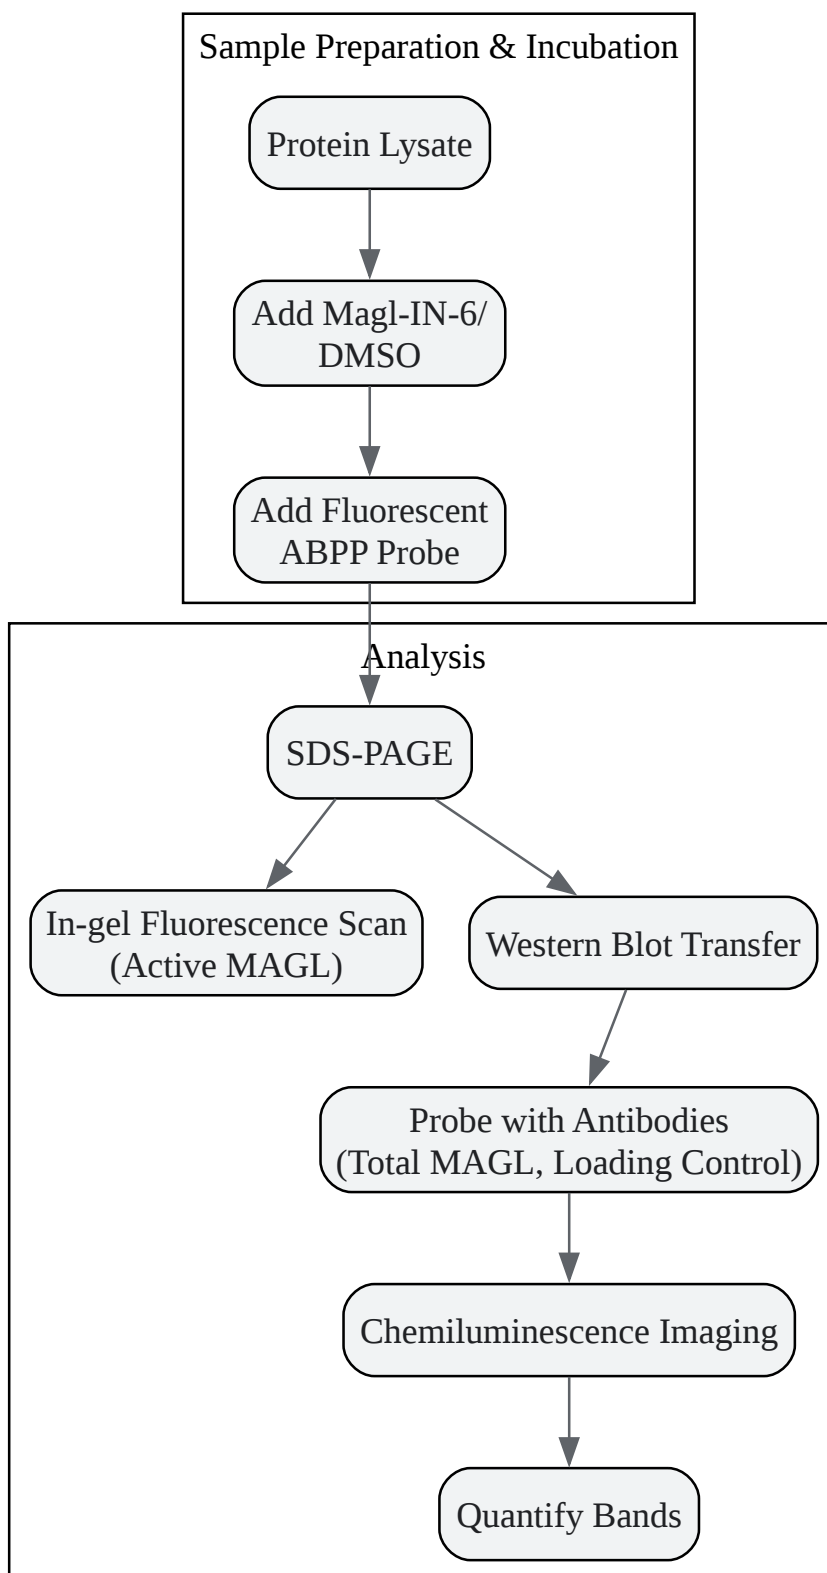 Sample Preparation & Incubation
Protein Lysate
Add Magl-IN-6/
DMSO
Add Fluorescent
ABPP Probe
Analysis
SDS-PAGE
In-gel Fluorescence Scan
(Active MAGL)
Western Blot Transfer
Probe with Antibodies
(Total MAGL, Loading Control)
Chemiluminescence Imaging
Quantify Bands